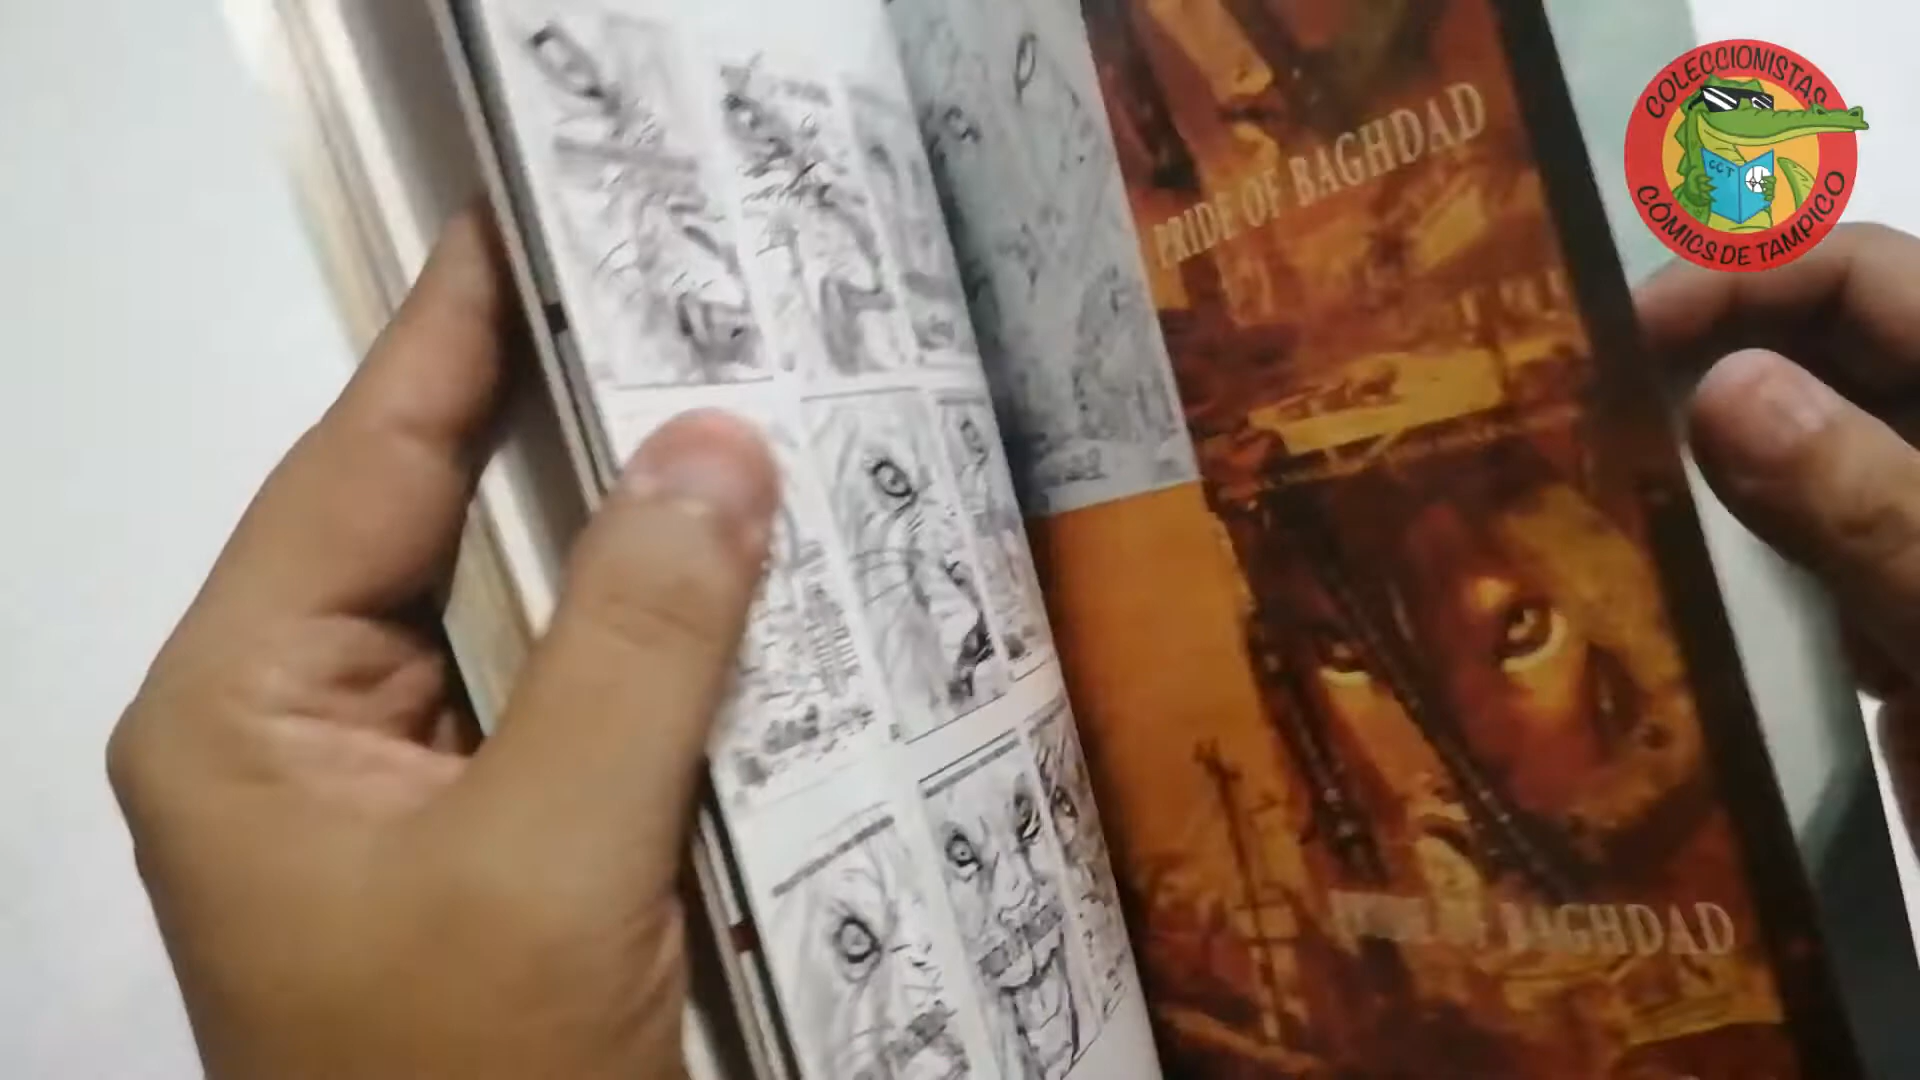 PRIDE OF BAGHDAD
BAGHDAD
COLECCIONISTAS
CCT
CÓMICS DE TAMPICO